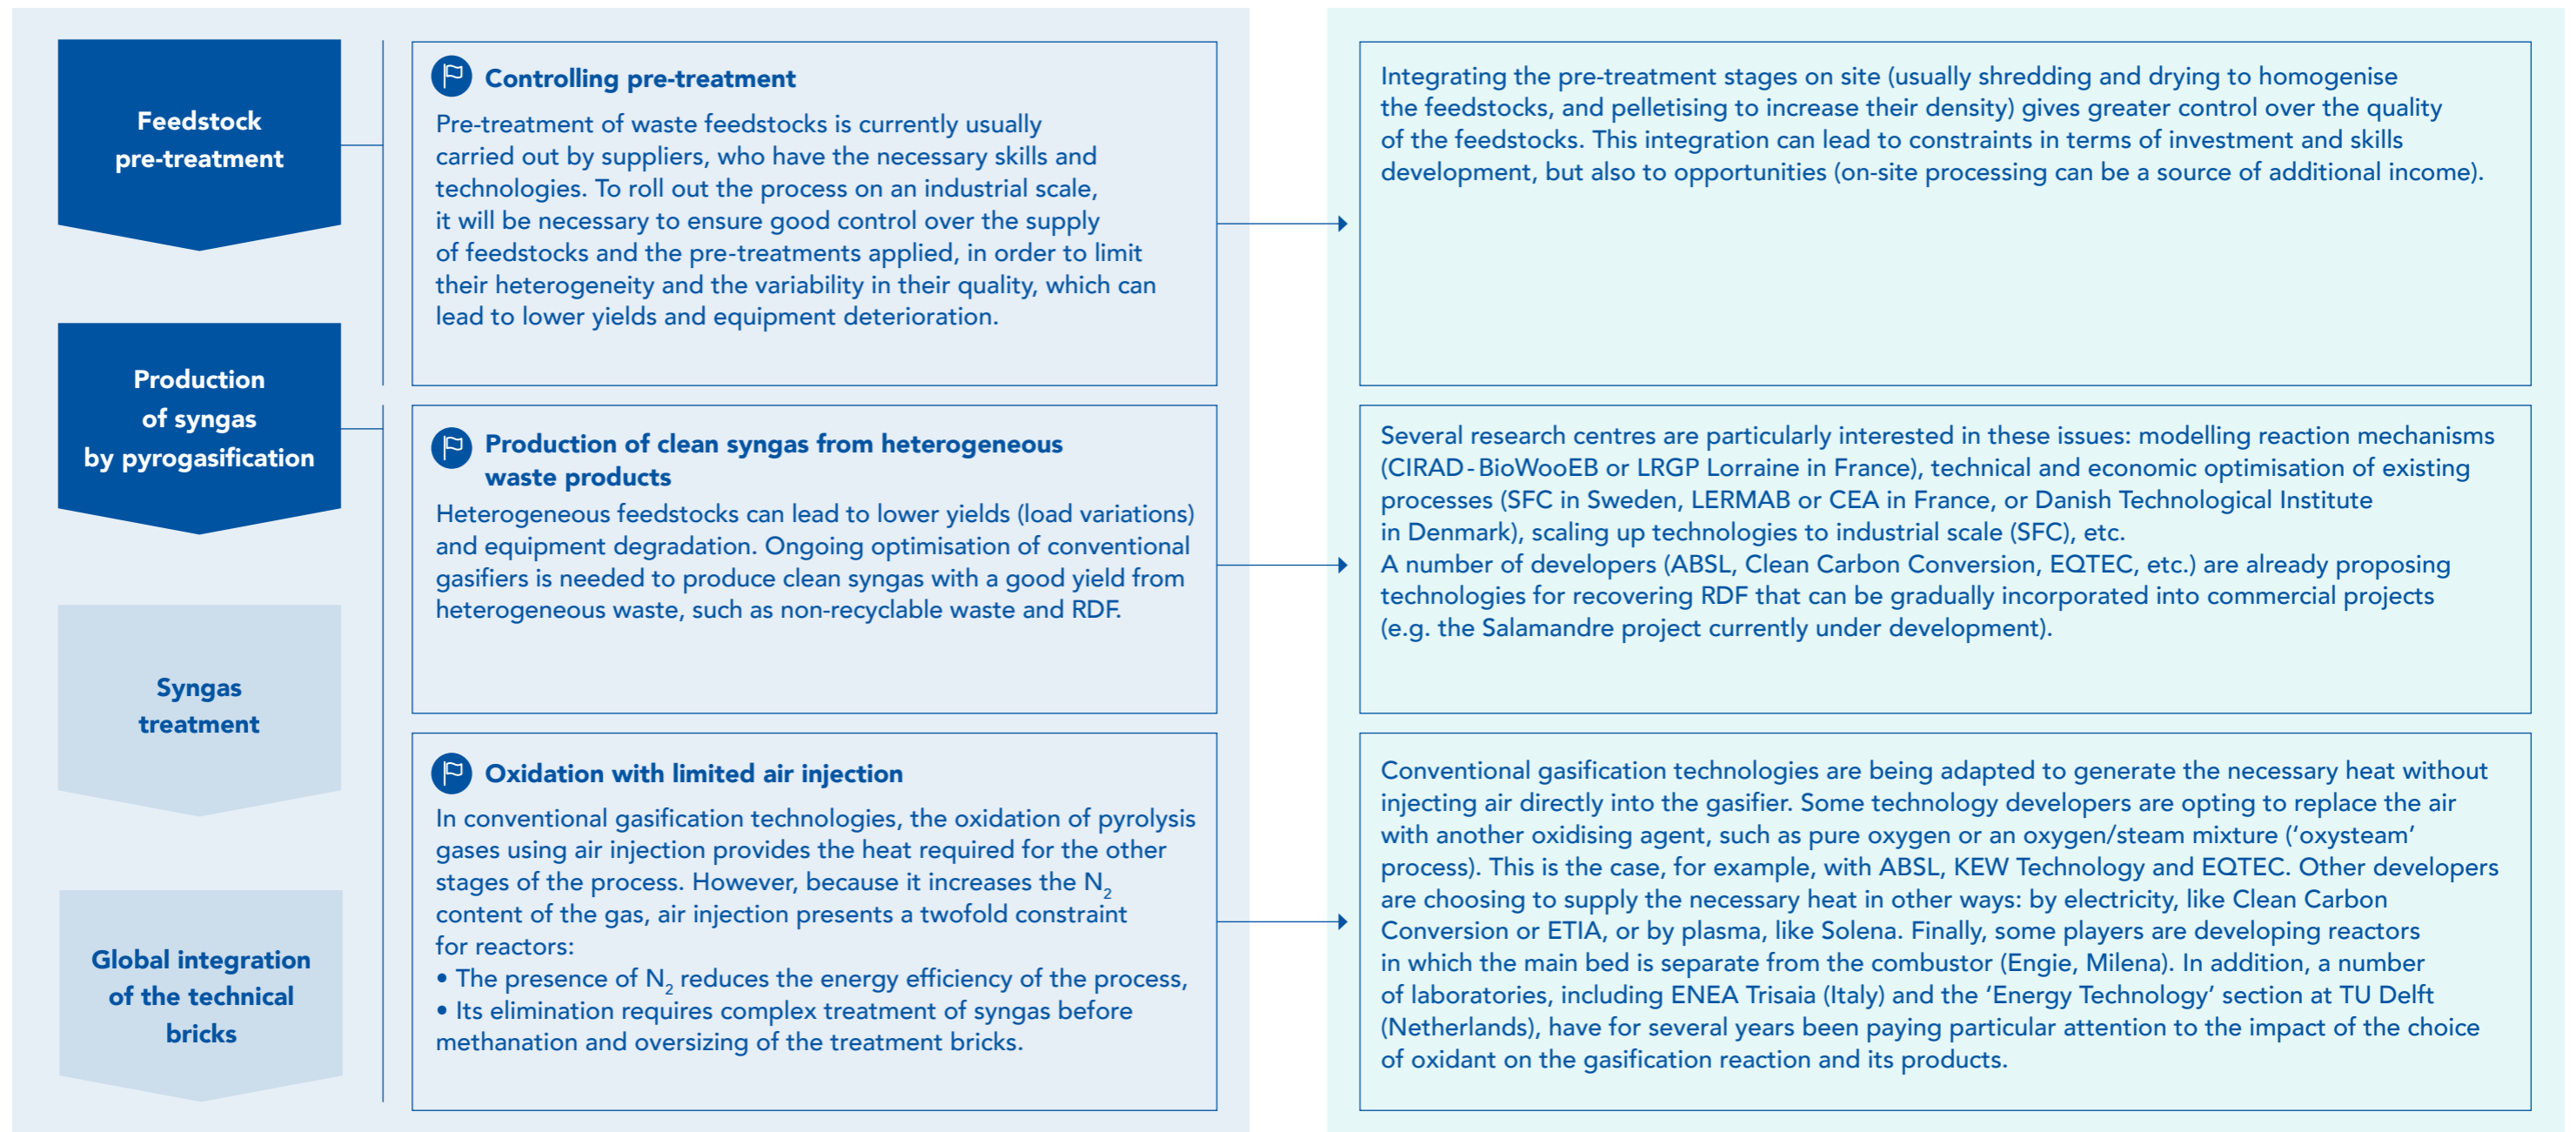 Feedstock
pre-treatment
Production
of syngas
by pyrogasification
Syngas
treatment
Global integration
of the technical
bricks
Controlling pre-treatment
Pre-treatment of waste feedstocks is currently usually
carried out by suppliers, who have the necessary skills and
technologies. To roll out the process on an industrial scale,
it will be necessary to ensure good control over the supply
of feedstocks and the pre-treatments applied, in order to limit
their heterogeneity and the variability in their quality, which can
lead to lower yields and equipment deterioration.
Integrating the pre-treatment stages on site (usually shredding and drying to homogenise
the feedstocks, and pelletising to increase their density) gives greater control over the quality
of the feedstocks. This integration can lead to constraints in terms of investment and skills
development, but also to opportunities (on-site processing can be a source of additional income).
Production of clean syngas from heterogeneous
waste products
Heterogeneous feedstocks can lead to lower yields (load variations)
and equipment degradation. Ongoing optimisation of conventional
gasifiers is needed to produce clean syngas with a good yield from
heterogeneous waste, such as non-recyclable waste and RDF.
Several research centres are particularly interested in these issues: modelling reaction mechanisms
(CIRAD-BioWooEB or LRGP Lorraine in France), technical and economic optimisation of existing
processes (SFC in Sweden, LERMAB or CEA in France, or Danish Technological Institute
in Denmark), scaling up technologies to industrial scale (SFC), etc.
A number of developers (ABSL, Clean Carbon Conversion, EQTEC, etc.) are already proposing
technologies for recovering RDF that can be gradually incorporated into commercial projects
(e.g. the Salamandre project currently under development).
Oxidation with limited air injection
In conventional gasification technologies, the oxidation of pyrolysis
gases using air injection provides the heat required for the other
stages of the process. However, because it increases the N₂
content of the gas, air injection presents a twofold constraint
for reactors:
• The presence of N₂ reduces the energy efficiency of the process,
• Its elimination requires complex treatment of syngas before
methanation and oversizing of the treatment bricks.
Conventional gasification technologies are being adapted to generate the necessary heat without
injecting air directly into the gasifier. Some technology developers are opting to replace the air
with another oxidising agent, such as pure oxygen or an oxygen/steam mixture (‘oxysteam’
process). This is the case, for example, with ABSL, KEW Technology and EQTEC. Other developers
are choosing to supply the necessary heat in other ways: by electricity, like Clean Carbon
Conversion or ETIA, or by plasma, like Solena. Finally, some players are developing reactors
in which the main bed is separate from the combustor (Engie, Milena). In addition, a number
of laboratories, including ENEA Trisaia (Italy) and the ‘Energy Technology’ section at TU Delft
(Netherlands), have for several years been paying particular attention to the impact of the choice
of oxidant on the gasification reaction and its products.